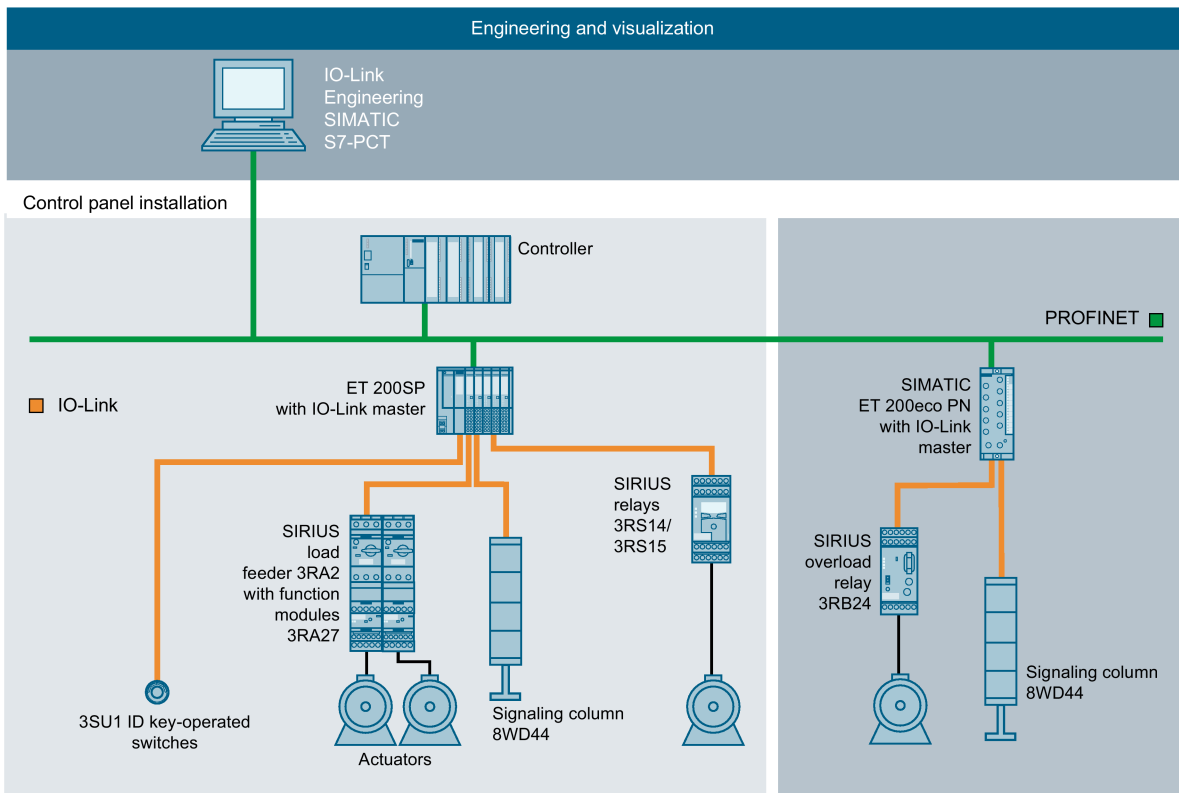 Engineering and visualization
IO-Link
Engineering
SIMATIC
S7-PCT
Control panel installation
Controller
PROFINET
IO-Link
ET 200SP
with IO-Link master
SIMATIC
ET 200eco PN
with IO-Link
master
SIRIUS
load
feeder 3RA2
with function
modules
3RA27
SIRIUS
relays
3RS14/
3RS15
SIRIUS
overload
relay
3RB24
3SU1 ID key-operated
switches
Actuators
Signaling column
8WD44
Signaling column
8WD44